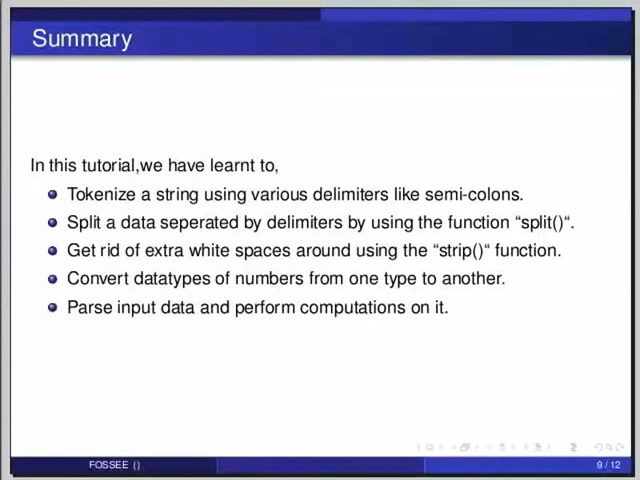 Summary
In this tutorial,we have learnt to,
Tokenize a string using various delimiters like semi-colons.
Split a data seperated by delimiters by using the function “split()“.
Get rid of extra white spaces around using the “strip()“ function.
Convert datatypes of numbers from one type to another.
Parse input data and perform computations on it.
FOSSEE ()
9 / 12